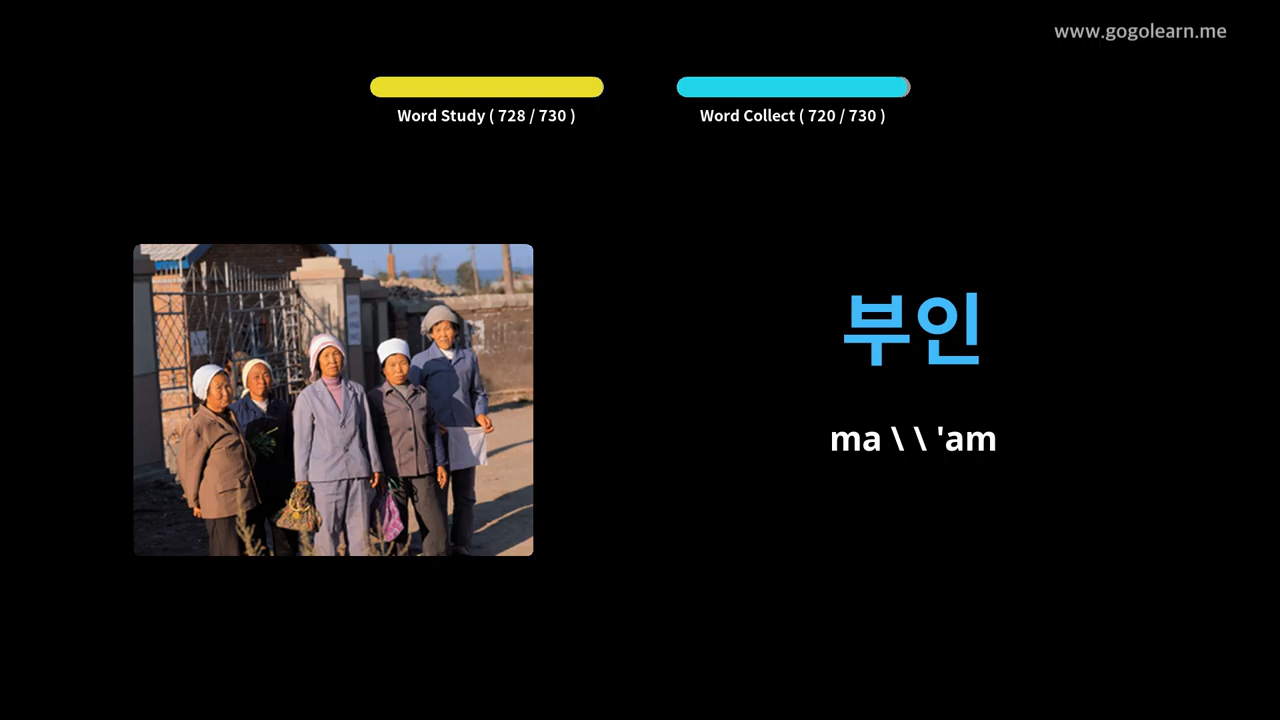 www.gogolearn.me
Word Study ( 728 / 730 )
Word Collect ( 720 / 730 )
부인
ma \ \ 'am